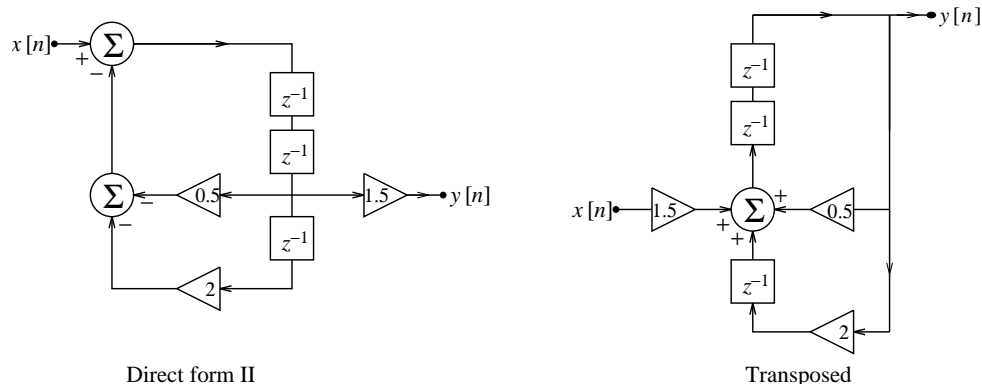 x[n]
+
−
Σ
z⁻¹
z⁻¹
Σ
−
−
0.5
1.5
y[n]
z⁻¹
2
Direct form II
y[n]
z⁻¹
z⁻¹
x[n]
1.5
+
Σ
+
+
0.5
z⁻¹
2
Transposed